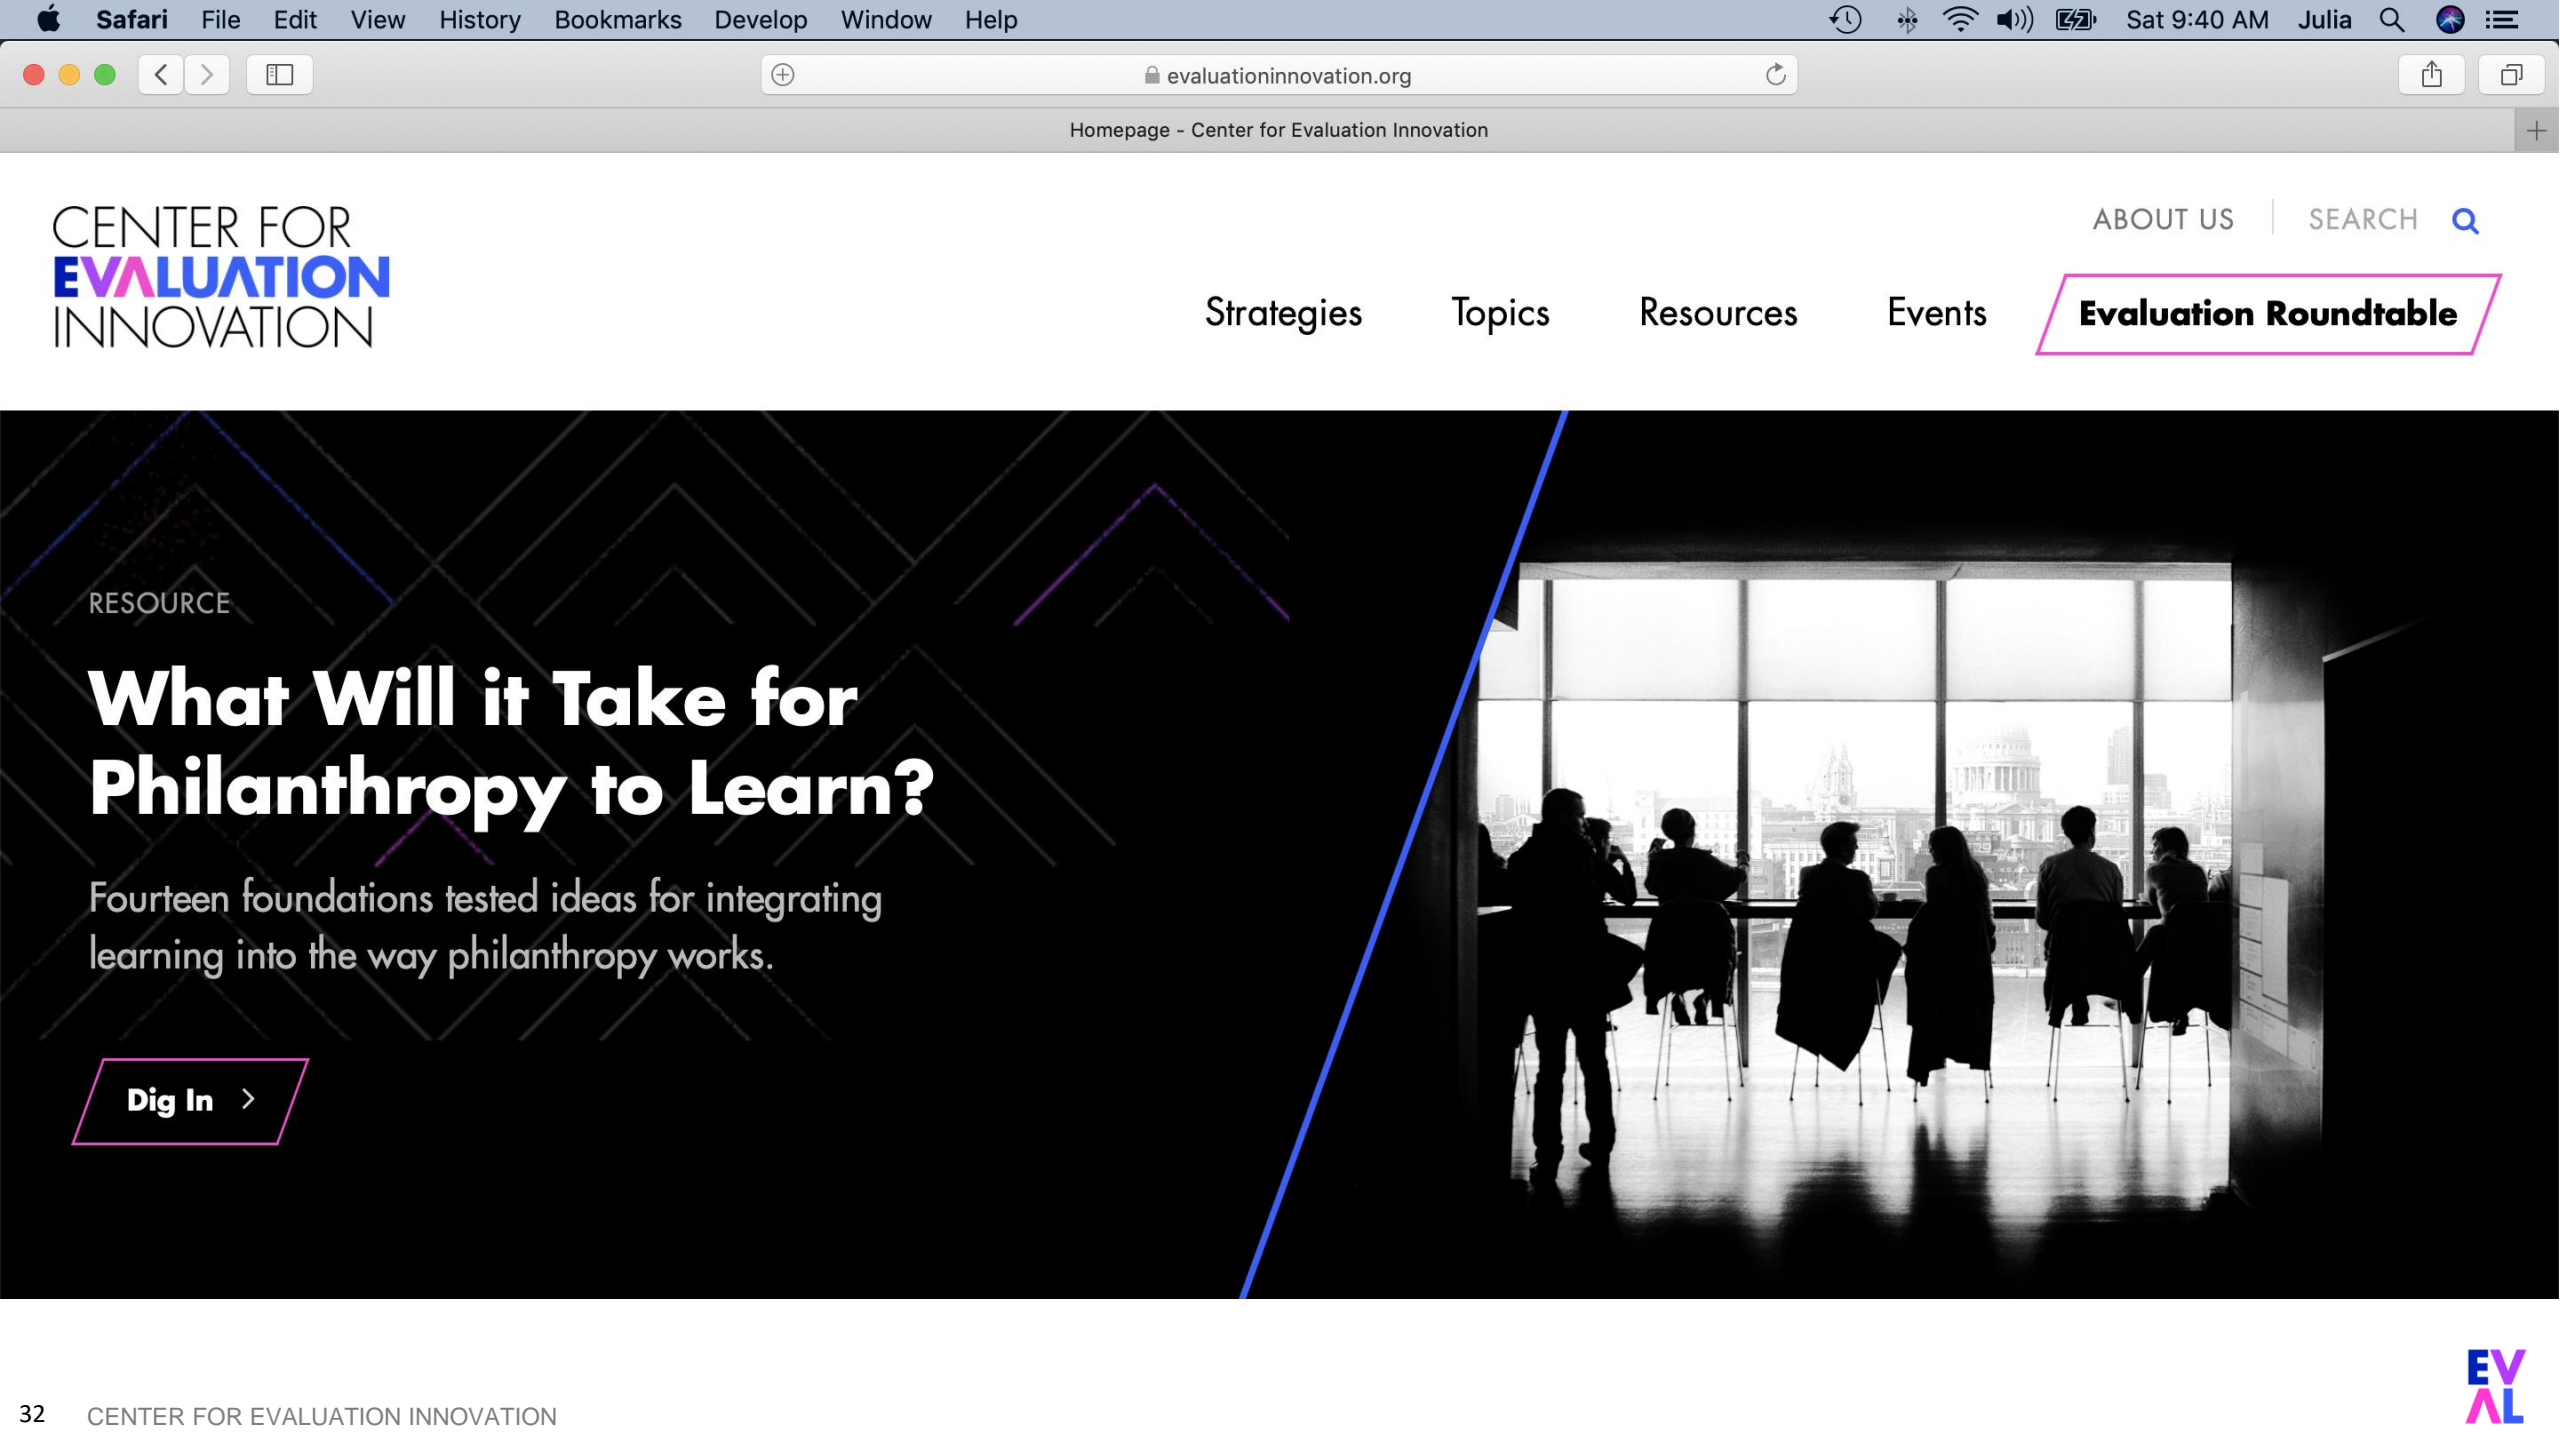 Safari File Edit View History Bookmarks Develop Window Help Sat 9:40 AM Julia
evaluationinnovation.org
Homepage - Center for Evaluation Innovation
CENTER FOR
EVALUATION
INNOVATION
ABOUT US SEARCH
Strategies Topics Resources Events Evaluation Roundtable
RESOURCE
What Will it Take for
Philanthropy to Learn?
Fourteen foundations tested ideas for integrating
learning into the way philanthropy works.
Dig In >
32 CENTER FOR EVALUATION INNOVATION
EV
AL